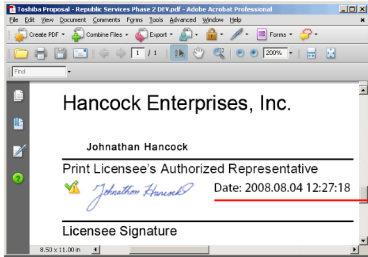 Toshiba Proposal - Republic Services Phase 2 DEV.pdf - Adobe Acrobat Professional
File Edit View Document Comments Forms Tools Advanced Window Help
Create PDF Combine Files Export Forms
1 / 1 200%
Find
Hancock Enterprises, Inc.
Johnathan Hancock
Print Licensee's Authorized Representative
Johnathan Hancock Date: 2008.08.04 12:27:18
Licensee Signature
8.50 x 11.00 in